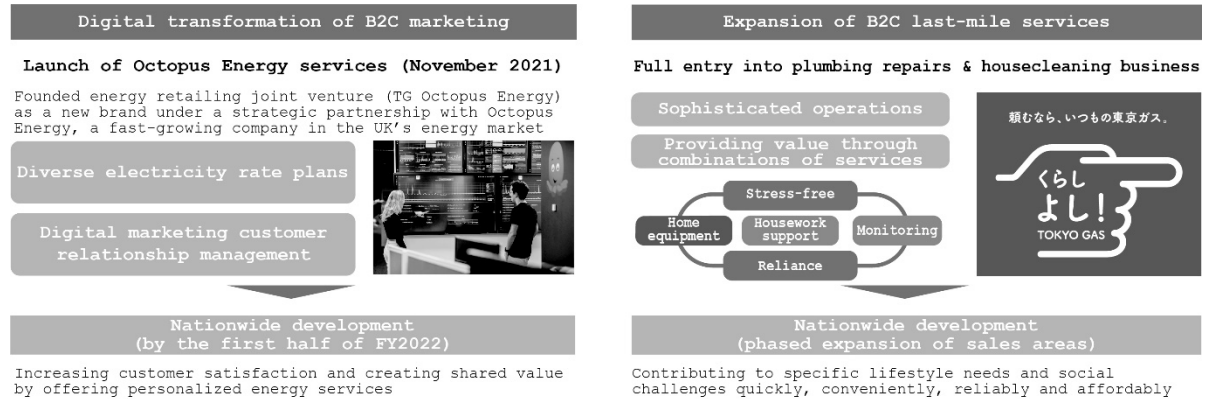 Digital transformation of B2C marketing
Launch of Octopus Energy services (November 2021)
Founded energy retailing joint venture (TG Octopus Energy)
as a new brand under a strategic partnership with Octopus
Energy, a fast-growing company in the UK's energy market
Diverse electricity rate plans
Digital marketing customer
relationship management
Nationwide development
(by the first half of FY2022)
Increasing customer satisfaction and creating shared value
by offering personalized energy services
Expansion of B2C last-mile services
Full entry into plumbing repairs & housecleaning business
Sophisticated operations
Providing value through
combinations of services
Stress-free
Home
equipment
Housework
support
Monitoring
Reliance
頼むなら、いつもの東京ガス。
くらし
よし!
TOKYO GAS
Nationwide development
(phased expansion of sales areas)
Contributing to specific lifestyle needs and social
challenges quickly, conveniently, reliably and affordably